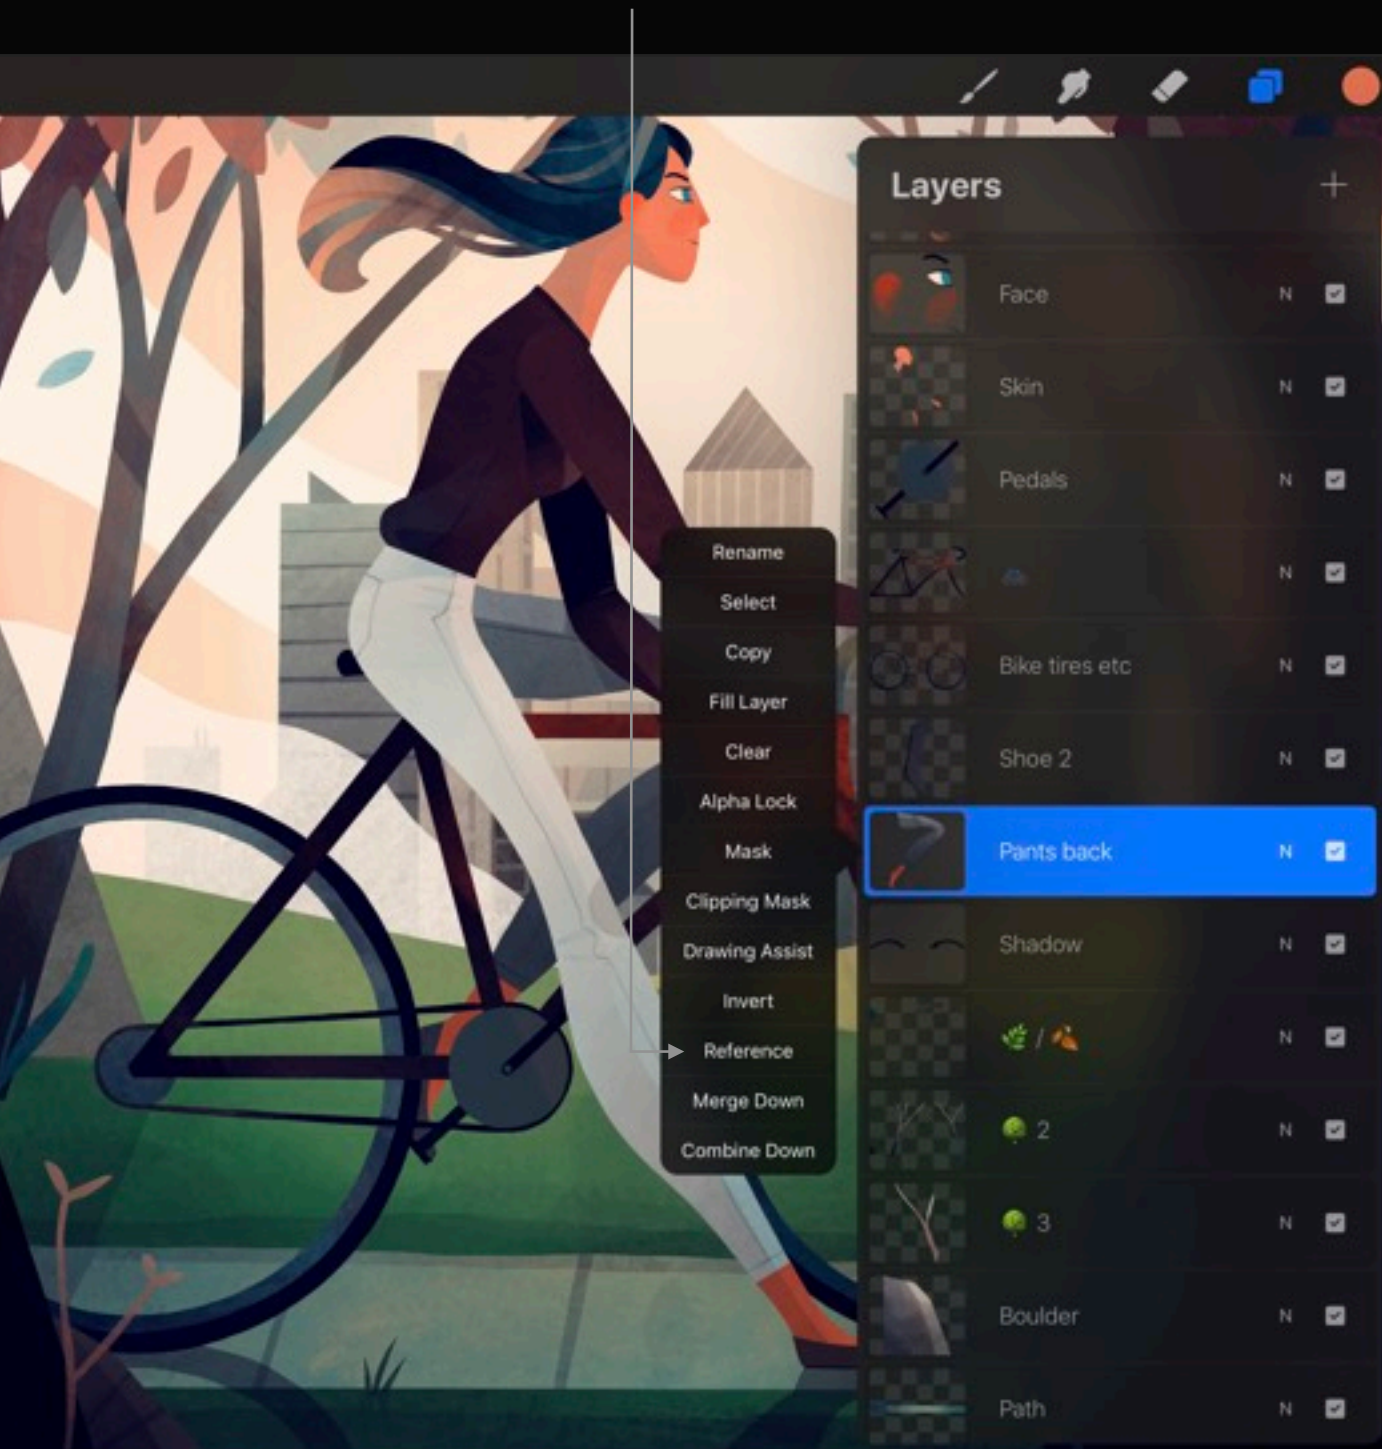 Layers
Face N
Skin N
Pedals N
N
Bike tires etc N
Shoe 2 N
Pants back N
Shadow N
🌿 / 🍂 N
🌳 2 N
🌳 3 N
Boulder N
Path N
Rename
Select
Copy
Fill Layer
Clear
Alpha Lock
Mask
Clipping Mask
Drawing Assist
Invert
Reference
Merge Down
Combine Down